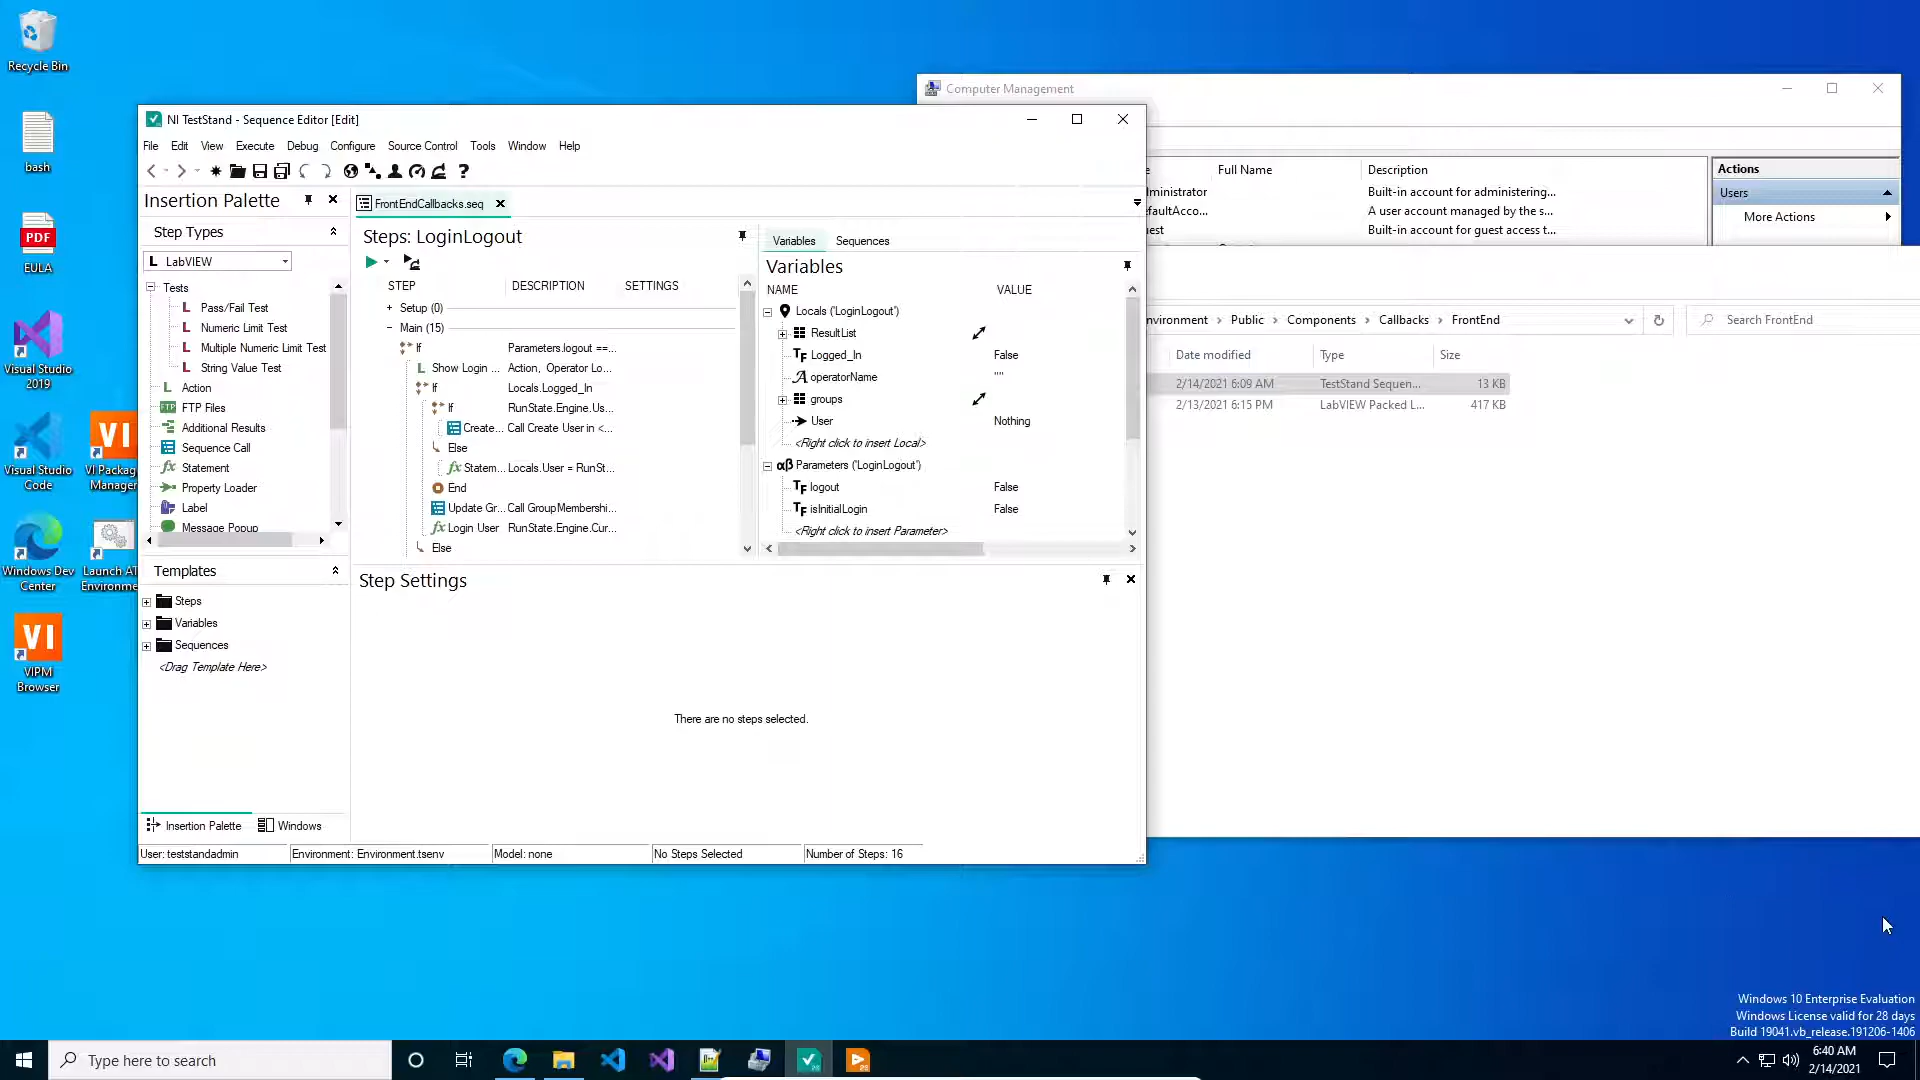 Recycle Bin
bash
PDF
EULA
Visual Studio
2019
Visual Studio
Code
VI
VI Packag
Manager
Windows Dev
Center
Launch AT
Environme
VI
VIPM
Browser
NI TestStand - Sequence Editor [Edit]
File Edit View Execute Debug Configure Source Control Tools Window Help
Insertion Palette
Step Types
LabVIEW
Tests
Pass/Fail Test
Numeric Limit Test
Multiple Numeric Limit Test
String Value Test
Action
FTP Files
Additional Results
Sequence Call
Statement
Property Loader
Label
Message Popup
Templates
Steps
Variables
Sequences
<Drag Template Here>
Insertion Palette Windows
FrontEndCallbacks.seq
Steps: LoginLogout
STEP DESCRIPTION SETTINGS
Setup (0)
Main (15)
If Parameters.logout ==...
Show Login ... Action, Operator Lo...
If Locals.Logged_In
If RunState.Engine.Us...
Create... Call Create User in <...
Else
Statem... Locals.User = RunSt...
End
Update Gr... Call GroupMembershi...
Login User RunState.Engine.Cur...
Else
Variables Sequences
Variables
NAME VALUE
Locals ('LoginLogout')
ResultList
Logged_In False
operatorName ""
groups
User Nothing
<Right click to insert Local>
Parameters ('LoginLogout')
logout False
isInitialLogin False
<Right click to insert Parameter>
Step Settings
There are no steps selected.
User: teststandadmin Environment: Environment.tsenv Model: none No Steps Selected Number of Steps: 16
Computer Management
Full Name Description
ministrator Built-in account for administering...
efaultAcco... A user account managed by the s...
est Built-in account for guest access t...
Actions
Users
More Actions
nvironment > Public > Components > Callbacks > FrontEnd
Search FrontEnd
Date modified Type Size
2/14/2021 6:09 AM TestStand Sequen... 13 KB
2/13/2021 6:15 PM LabVIEW Packed L... 417 KB
Windows 10 Enterprise Evaluation
Windows License valid for 28 days
Build 19041.vb_release.191206-1406
Type here to search
6:40 AM
2/14/2021